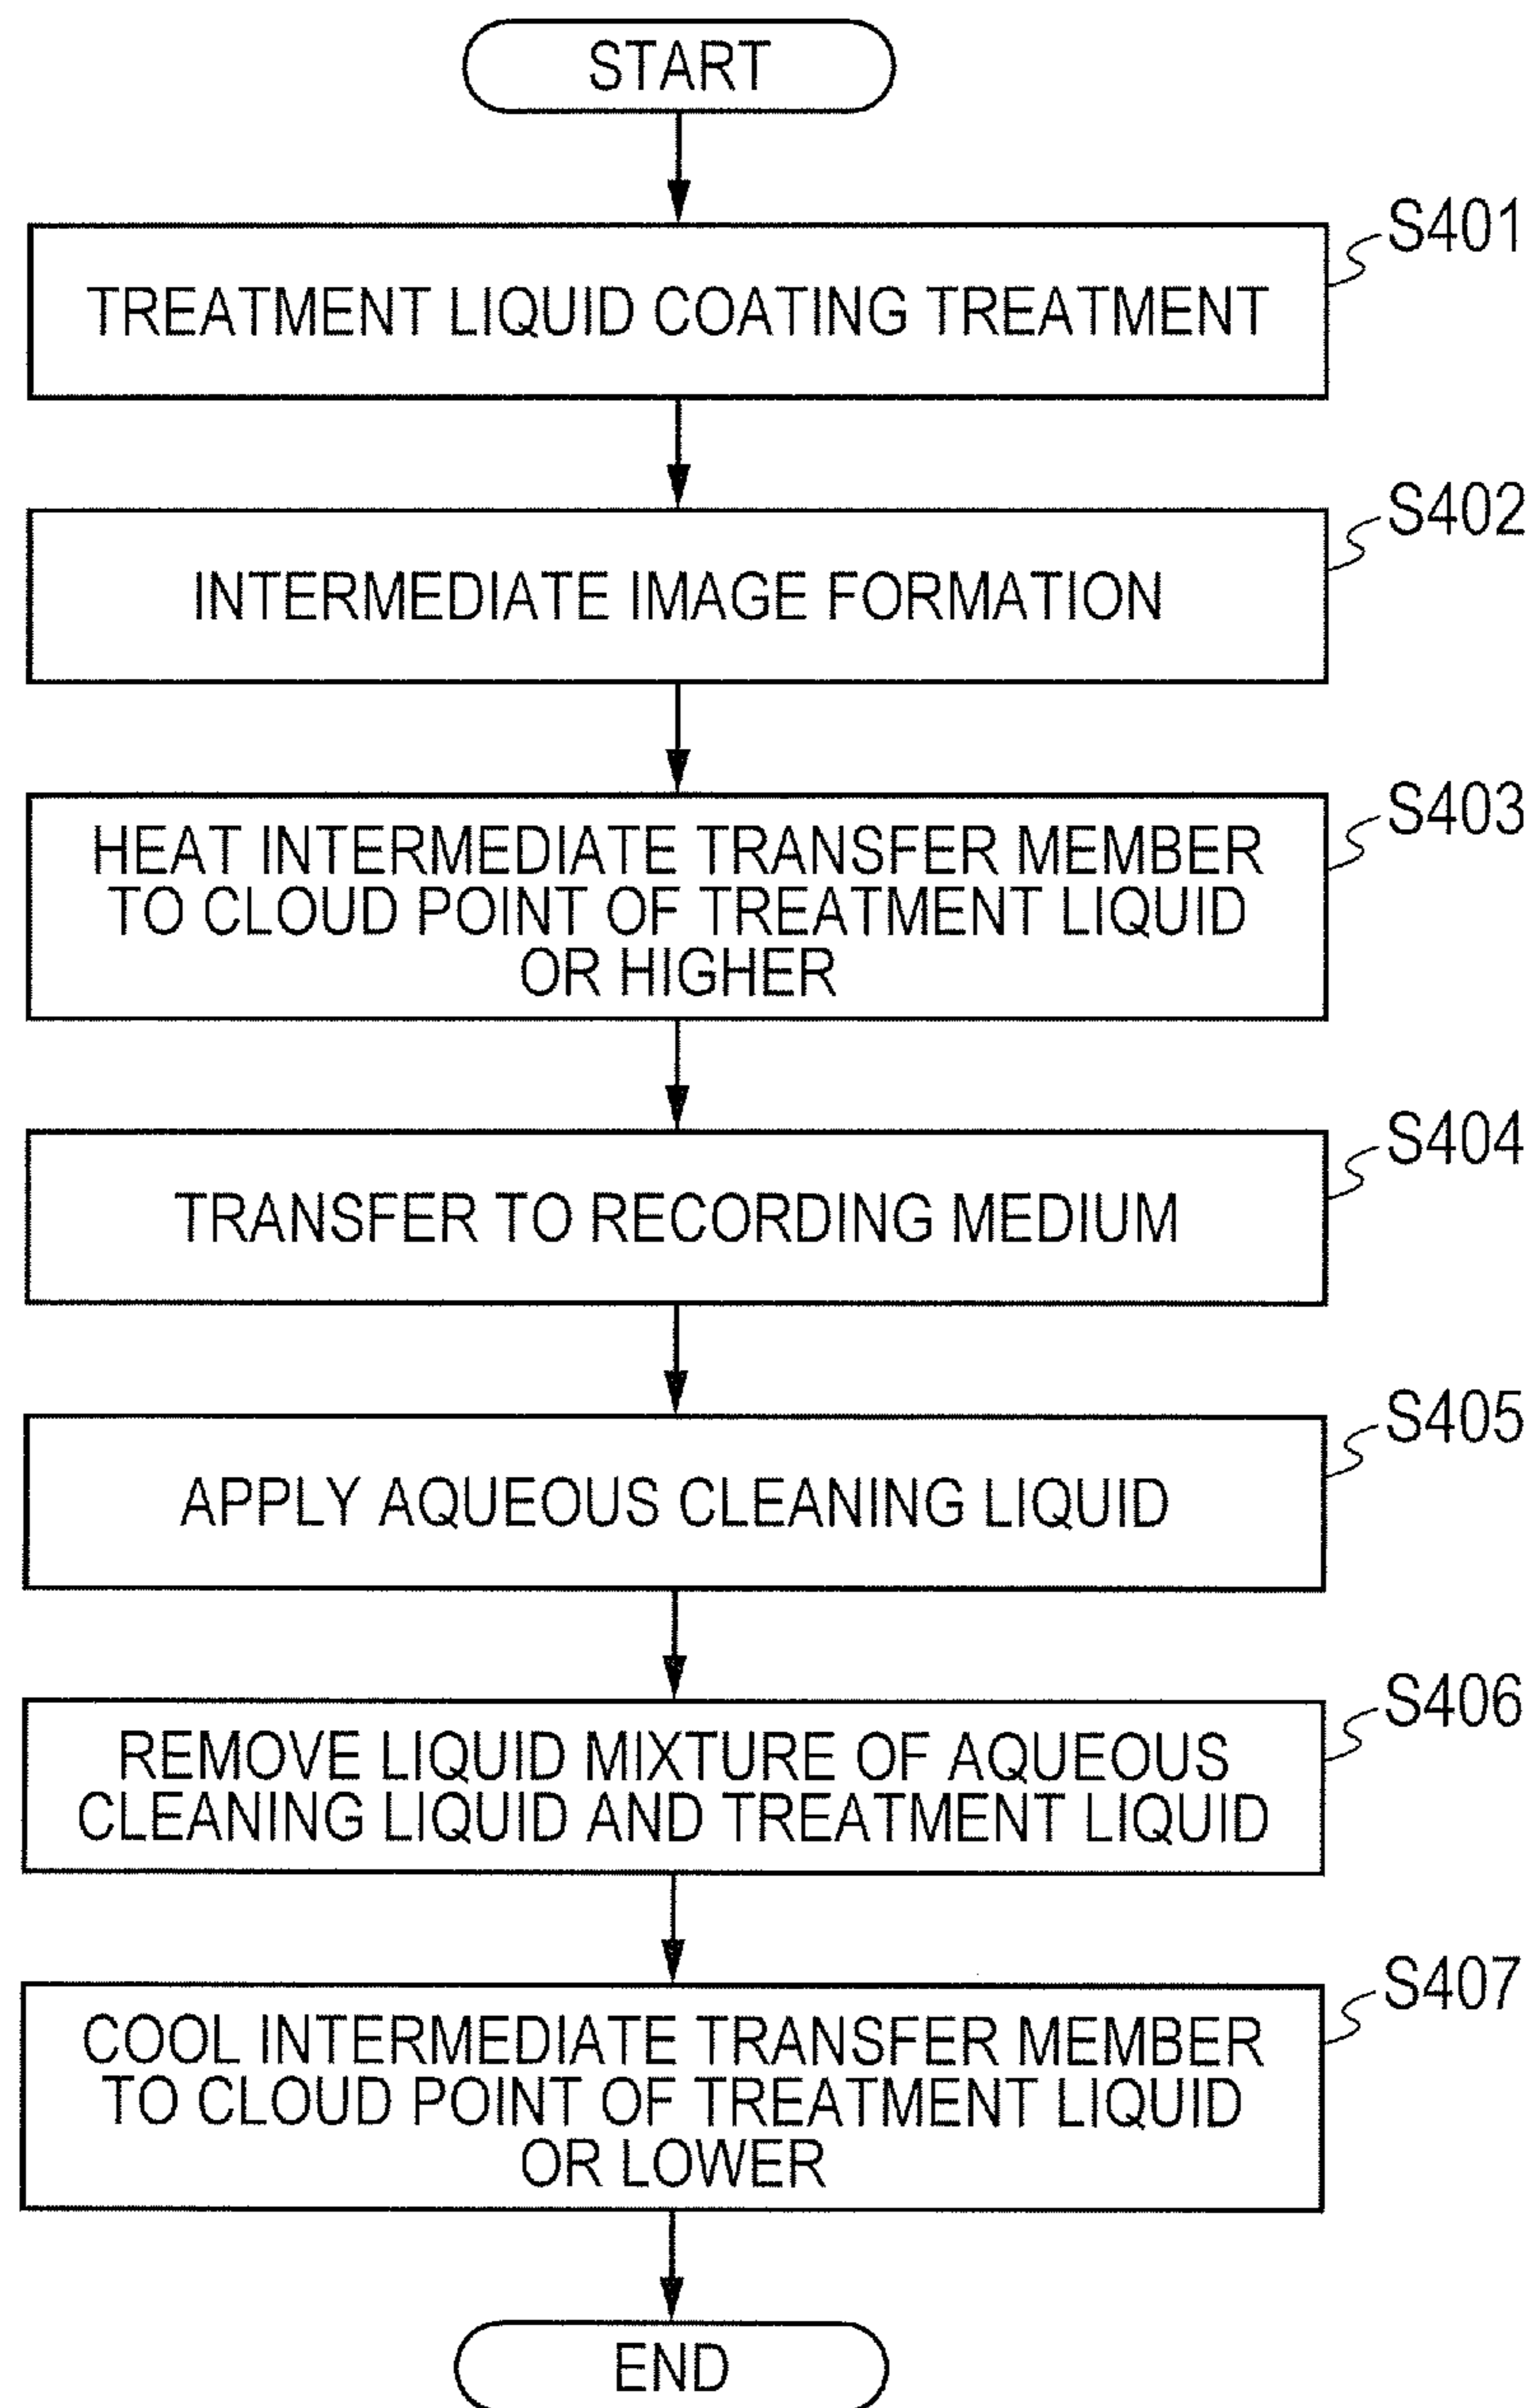 START
S401
TREATMENT LIQUID COATING TREATMENT
S402
INTERMEDIATE IMAGE FORMATION
S403
HEAT INTERMEDIATE TRANSFER MEMBER
TO CLOUD POINT OF TREATMENT LIQUID
OR HIGHER
S404
TRANSFER TO RECORDING MEDIUM
S405
APPLY AQUEOUS CLEANING LIQUID
S406
REMOVE LIQUID MIXTURE OF AQUEOUS
CLEANING LIQUID AND TREATMENT LIQUID
S407
COOL INTERMEDIATE TRANSFER MEMBER
TO CLOUD POINT OF TREATMENT LIQUID
OR LOWER
END